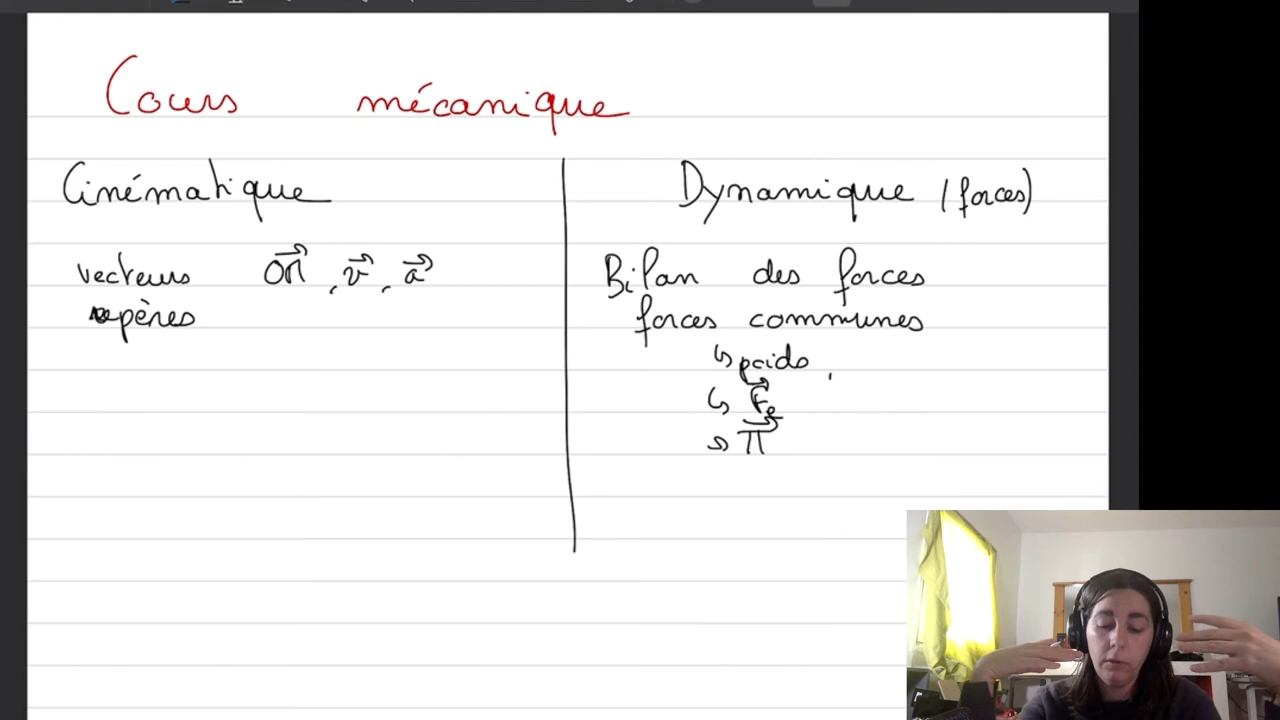 Cours mécanique
Cinématique
vecteurs OM, v, a
repères
Dynamique (forces)
Bilan des forces
forces communes
↳ poids,
↳ Fe
↳ π